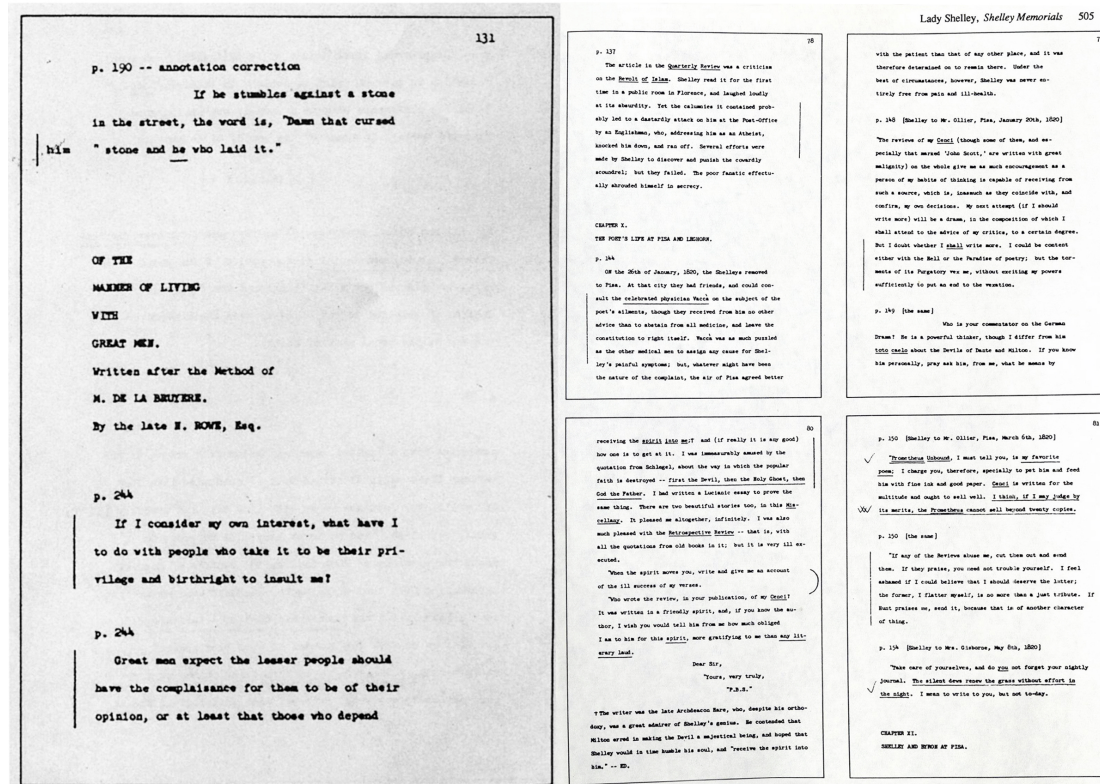 131
p. 190 -- annotation correction
If he stumbles against a stone
in the street, the word is, "Damn that cursed
him " stone and he who laid it."
OF THE
MANNER OF LIVING
WITH
GREAT MEN.
Written after the Method of
M. DE LA BRUYERE.
By the late N. ROWE, Esq.
p. 244
If I consider my own interest, what have I
to do with people who take it to be their pri-
vilege and birthright to insult me?
p. 244
Great men expect the lesser people should
have the complaisance for them to be of their
opinion, or at least that those who depend
Lady Shelley, Shelley Memorials 505
78
p. 137
The article in the Quarterly Review was a criticism
on the Revolt of Islam. Shelley read it for the first
time in a public room in Florence, and laughed loudly
at its absurdity. Yet the calumnies it contained prob-
ably led to a dastardly attack on him at the Post-Office
by an Englishman, who, addressing him as an Atheist,
knocked him down, and ran off. Several efforts were
made by Shelley to discover and punish the cowardly
scoundrel; but they failed. The poor fanatic effectu-
ally shrouded himself in secrecy.
CHAPTER X.
THE POET'S LIFE AT PISA AND LEGHORN.
p. 144
ON the 26th of January, 1820, the Shelleys removed
to Pisa. At that city they had friends, and could con-
sult the celebrated physician Vaccà on the subject of the
poet's ailments, though they received from him no other
advice than to abstain from all medicine, and leave the
constitution to right itself. Vaccà was as much puzzled
as the other medical men to assign any cause for Shel-
ley's painful symptoms; but, whatever might have been
the nature of the complaint, the air of Pisa agreed better
7
with the patient than that of any other place, and it was
therefore determined on to remain there. Under the
best of circumstances, however, Shelley was never en-
tirely free from pain and ill-health.
p. 148 [Shelley to Mr. Ollier, Pisa, January 20th, 1820]
"The reviews of my Cenci (though some of them, and es-
pecially that marked 'John Scott,' are written with great
malignity) on the whole give me as much encouragement as a
person of my habits of thinking is capable of receiving from
such a source, which is, inasmuch as they coincide with, and
confirm, my own decisions. My next attempt (if I should
write more) will be a drama, in the composition of which I
shall attend to the advice of my critics, to a certain degree.
But I doubt whether I shall write more. I could be content
either with the Hell or the Paradise of poetry; but the tor-
ments of its Purgatory vex me, without exciting my powers
sufficiently to put an end to the vexation.
p. 149 [the same]
Who is your commentator on the German
Drama? He is a powerful thinker, though I differ from him
toto caelo about the Devils of Dante and Milton. If you know
him personally, pray ask him, from me, what he means by
80
receiving the spirit into me;† and (if really it is any good)
how one is to get at it. I was immeasurably amused by the
quotation from Schlegel, about the way in which the popular
faith is destroyed -- first the Devil, then the Holy Ghost, then
God the Father. I had written a Lucianic essay to prove the
same thing. There are two beautiful stories too, in this Mis-
cellany. It pleased me altogether, infinitely. I was also
much pleased with the Retrospective Review -- that is, with
all the quotations from old books in it; but it is very ill ex-
ecuted.
"When the spirit moves you, write and give me an account
of the ill success of my verses.
"Who wrote the review, in your publication, of my Cenci?
It was written in a friendly spirit, and, if you know the au-
thor, I wish you would tell him from me how much obliged
I am to him for this spirit, more gratifying to me than any lit-
erary laud.
Dear Sir,
"Yours, very truly,
"P.B.S."
†The writer was the late Archdeacon Hare, who, despite his ortho-
doxy, was a great admirer of Shelley's genius. He contended that
Milton erred in making the Devil a majestical being, and hoped that
Shelley would in time humble his soul, and "receive the spirit into
him." -- ED.
81
p. 150 [Shelley to Mr. Ollier, Pisa, March 6th, 1820]
"Prometheus Unbound, I must tell you, is my favorite
poem; I charge you, therefore, specially to pet him and feed
him with fine ink and good paper. Cenci is written for the
multitude and ought to sell well. I think, if I may judge by
its merits, the Prometheus cannot sell beyond twenty copies.
p. 150 [the same]
"If any of the Reviews abuse me, cut them out and send
them. If they praise, you need not trouble yourself. I feel
ashamed if I could believe that I should deserve the latter;
the former, I flatter myself, is no more than a just tribute. If
Hunt praises me, send it, because that is of another character
of thing.
p. 154 [Shelley to Mrs. Gisborne, May 8th, 1820]
"Take care of yourselves, and do you not forget your nightly
journal. The silent dews renew the grass without effort in
the night. I mean to write to you, but not to-day.
CHAPTER XI.
SHELLEY AND BYRON AT PISA.